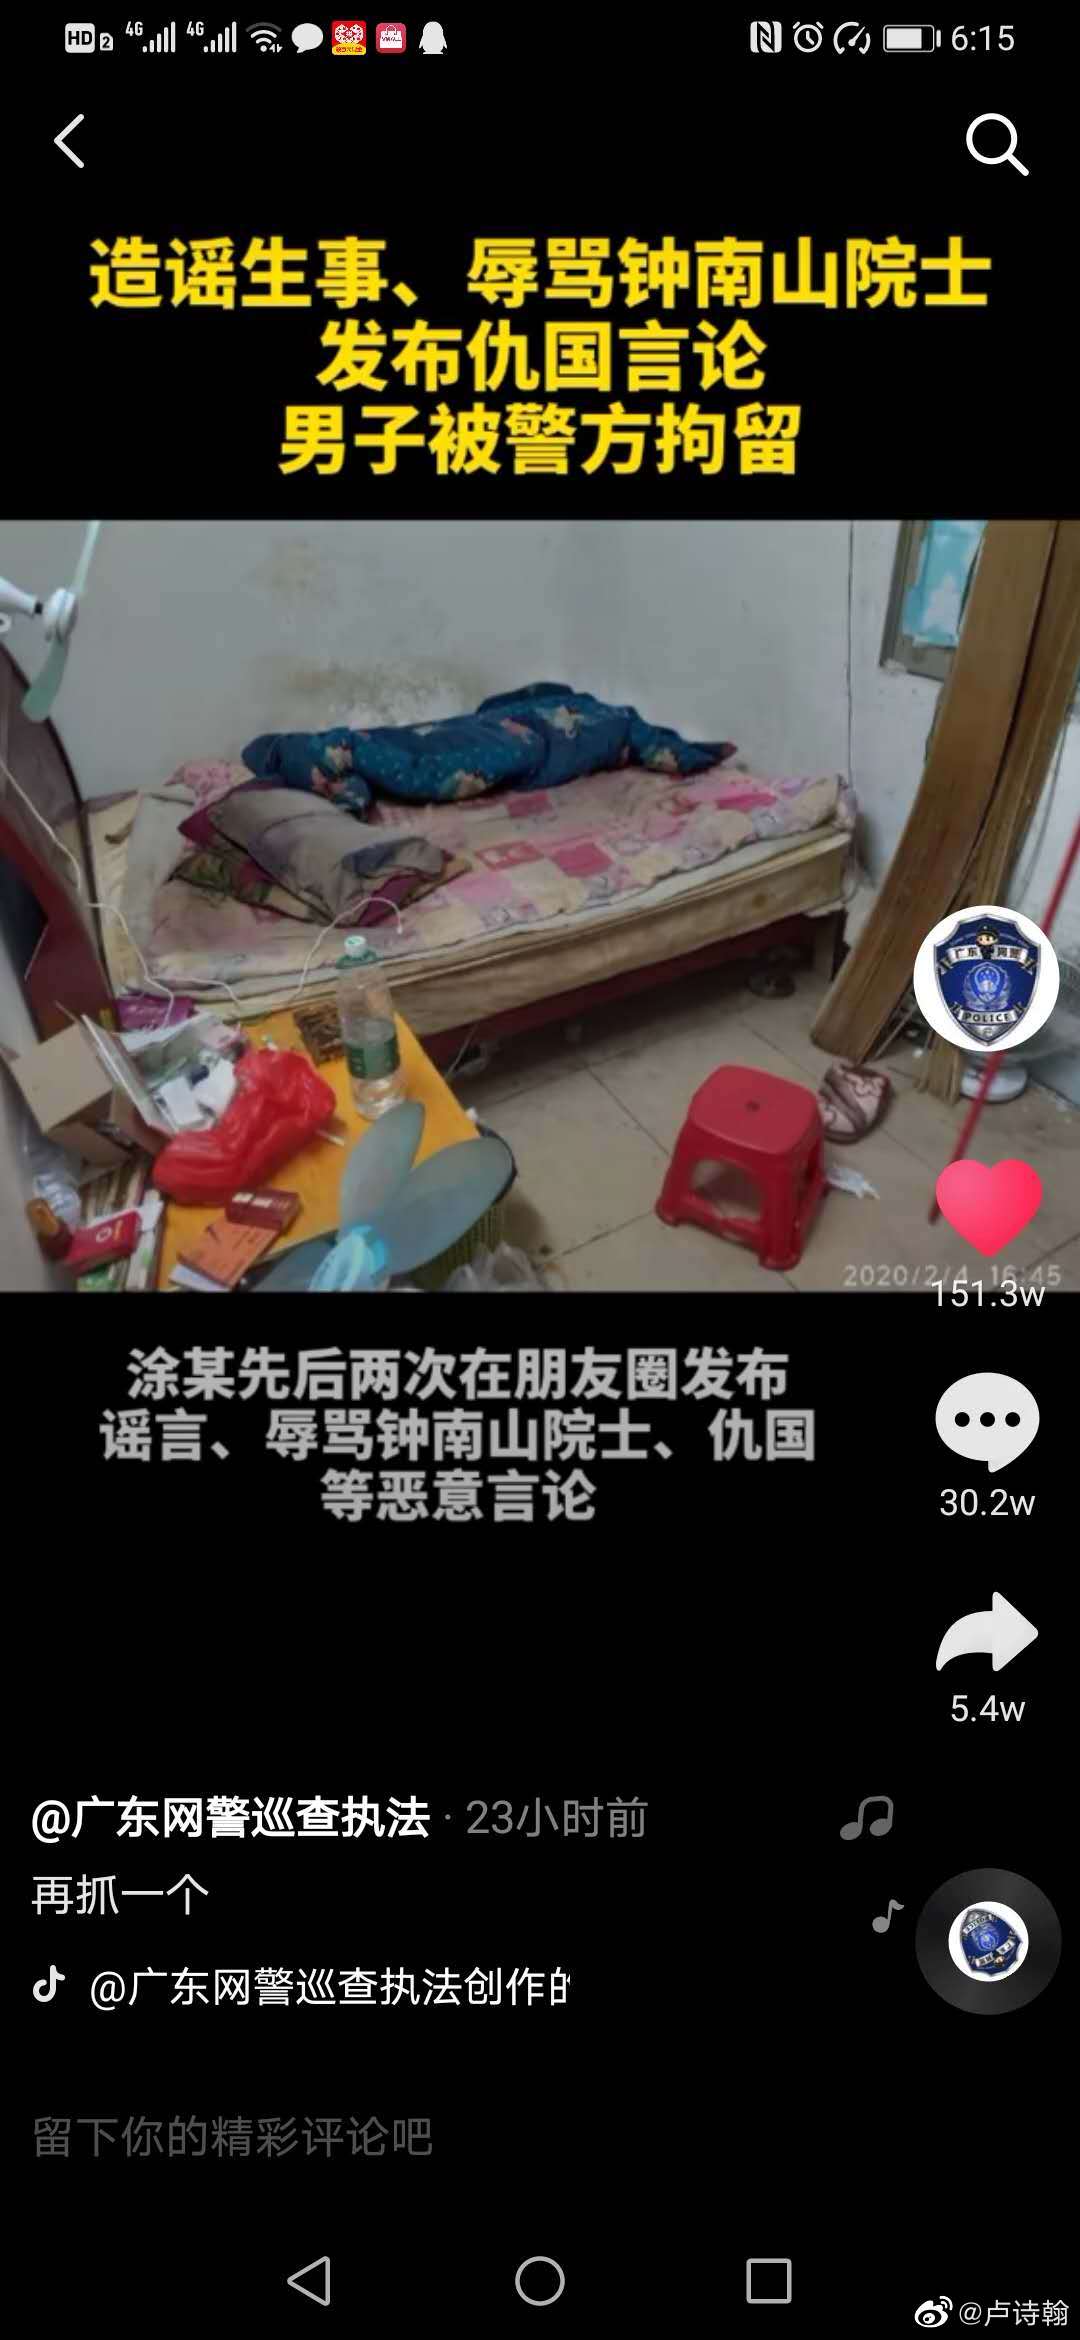 HD 2 4G 4G 6:15
造谣生事、辱骂钟南山院士
发布仇国言论
男子被警方拘留
广东 网警
POLICE
2020/2/4 16:45
151.3w
涂某先后两次在朋友圈发布
谣言、辱骂钟南山院士、仇国
等恶意言论
30.2w
5.4w
@广东网警巡查执法 · 23小时前
再抓一个
@广东网警巡查执法创作的
留下你的精彩评论吧
@卢诗翰